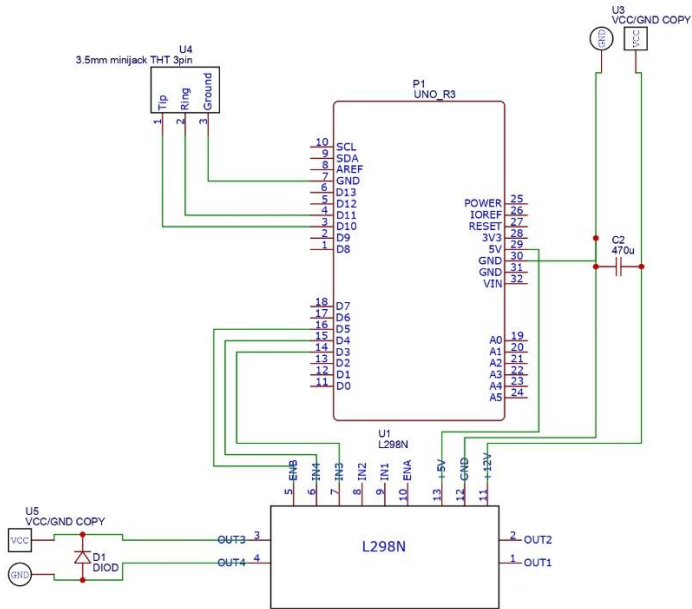 U3
VCC/GND COPY
GND
VCC
U4
3.5mm minijack THT 3pin
Tip
Ring
Ground
1
2
3
P1
UNO_R3
10 SCL
9 SDA
8 AREF
7 GND
6 D13
5 D12
4 D11
3 D10
2 D9
1 D8
POWER 25
IOREF 26
RESET 27
3V3 28
5V 29
GND 30
GND 31
VIN 32
C2
470u
18 D7
17 D6
16 D5
15 D4
14 D3
13 D2
12 D1
11 D0
A0 19
A1 20
A2 21
A3 22
A4 23
A5 24
U1
L298N
5 ENB
6 IN4
7 IN3
8 IN2
9 IN1
10 ENA
13 +5V
12 GND
11 +12V
U5
VCC/GND COPY
VCC
GND
D1
DIOD
OUT3 3
OUT4 4
L298N
2 OUT2
1 OUT1